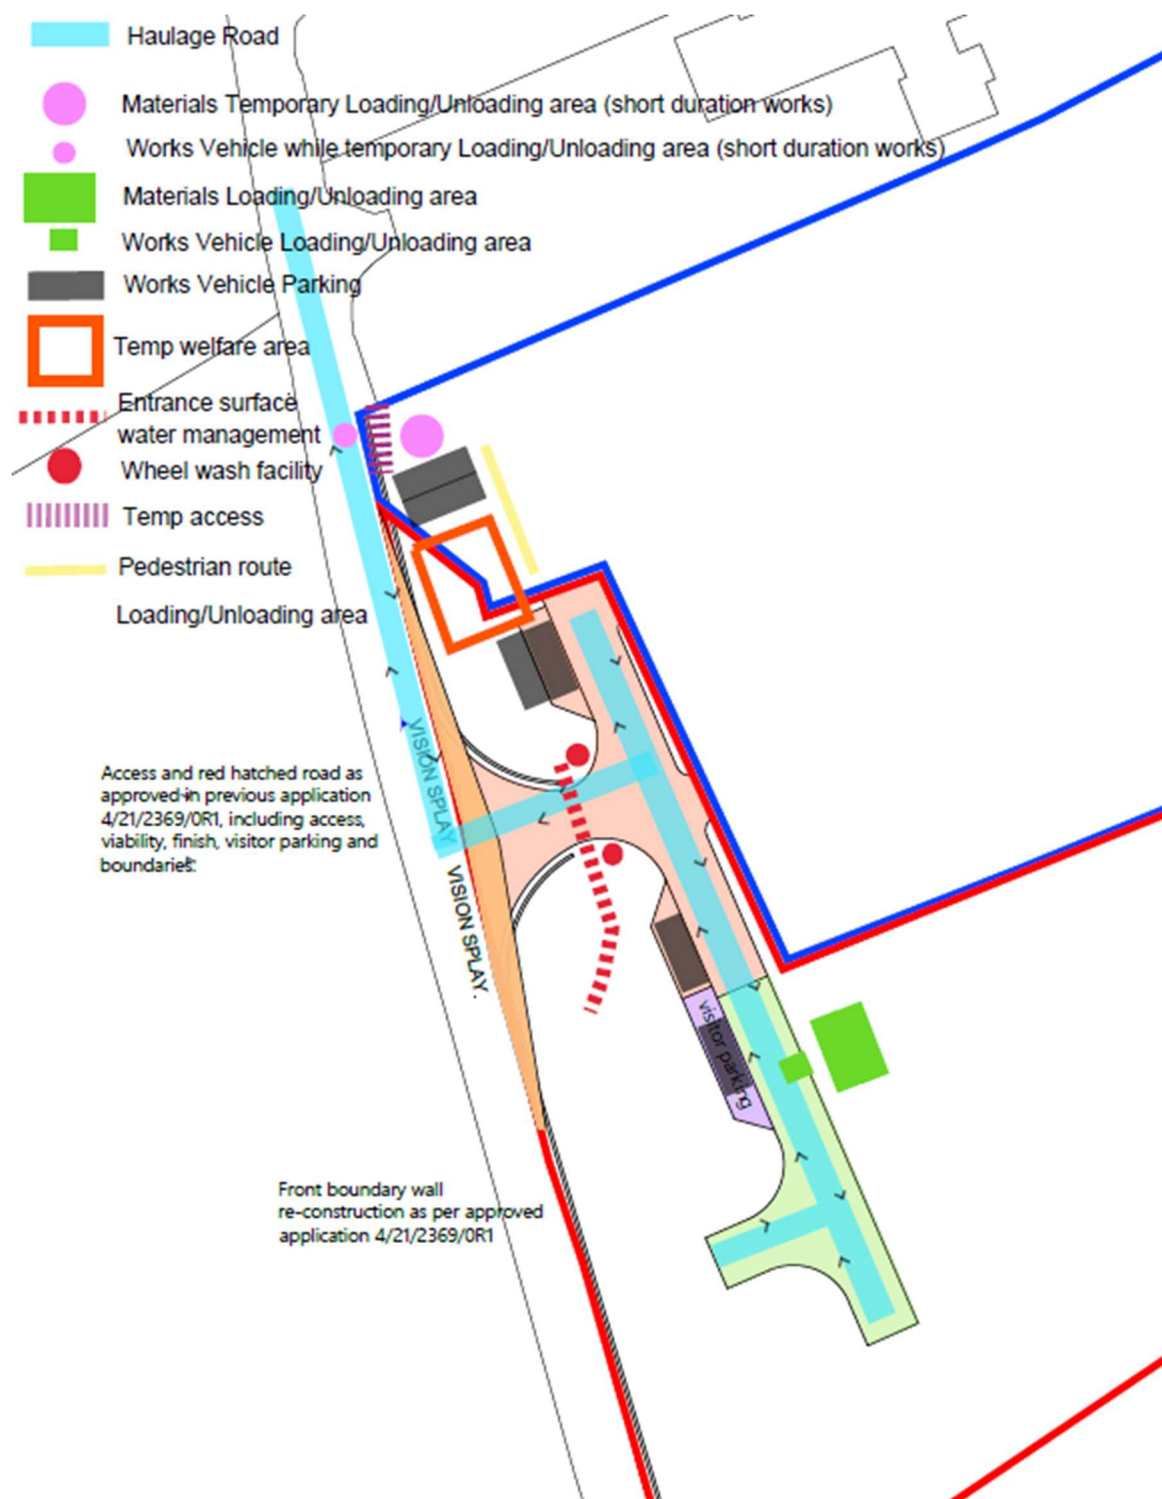 Haulage Road
Materials Temporary Loading/Unloading area (short duration works)
Works Vehicle while temporary Loading/Unloading area (short duration works)
Materials Loading/Unloading area
Works Vehicle Loading/Unloading area
Works Vehicle Parking
Temp welfare area
Entrance surface
water management
Wheel wash facility
Temp access
Pedestrian route
Loading/Unloading area
VISION SPLAY
Access and red hatched road as
approved in previous application
4/21/2369/0R1, including access,
viability, finish, visitor parking and
boundaries.
VISION SPLAY.
visitor parking
Front boundary wall
re-construction as per approved
application 4/21/2369/0R1